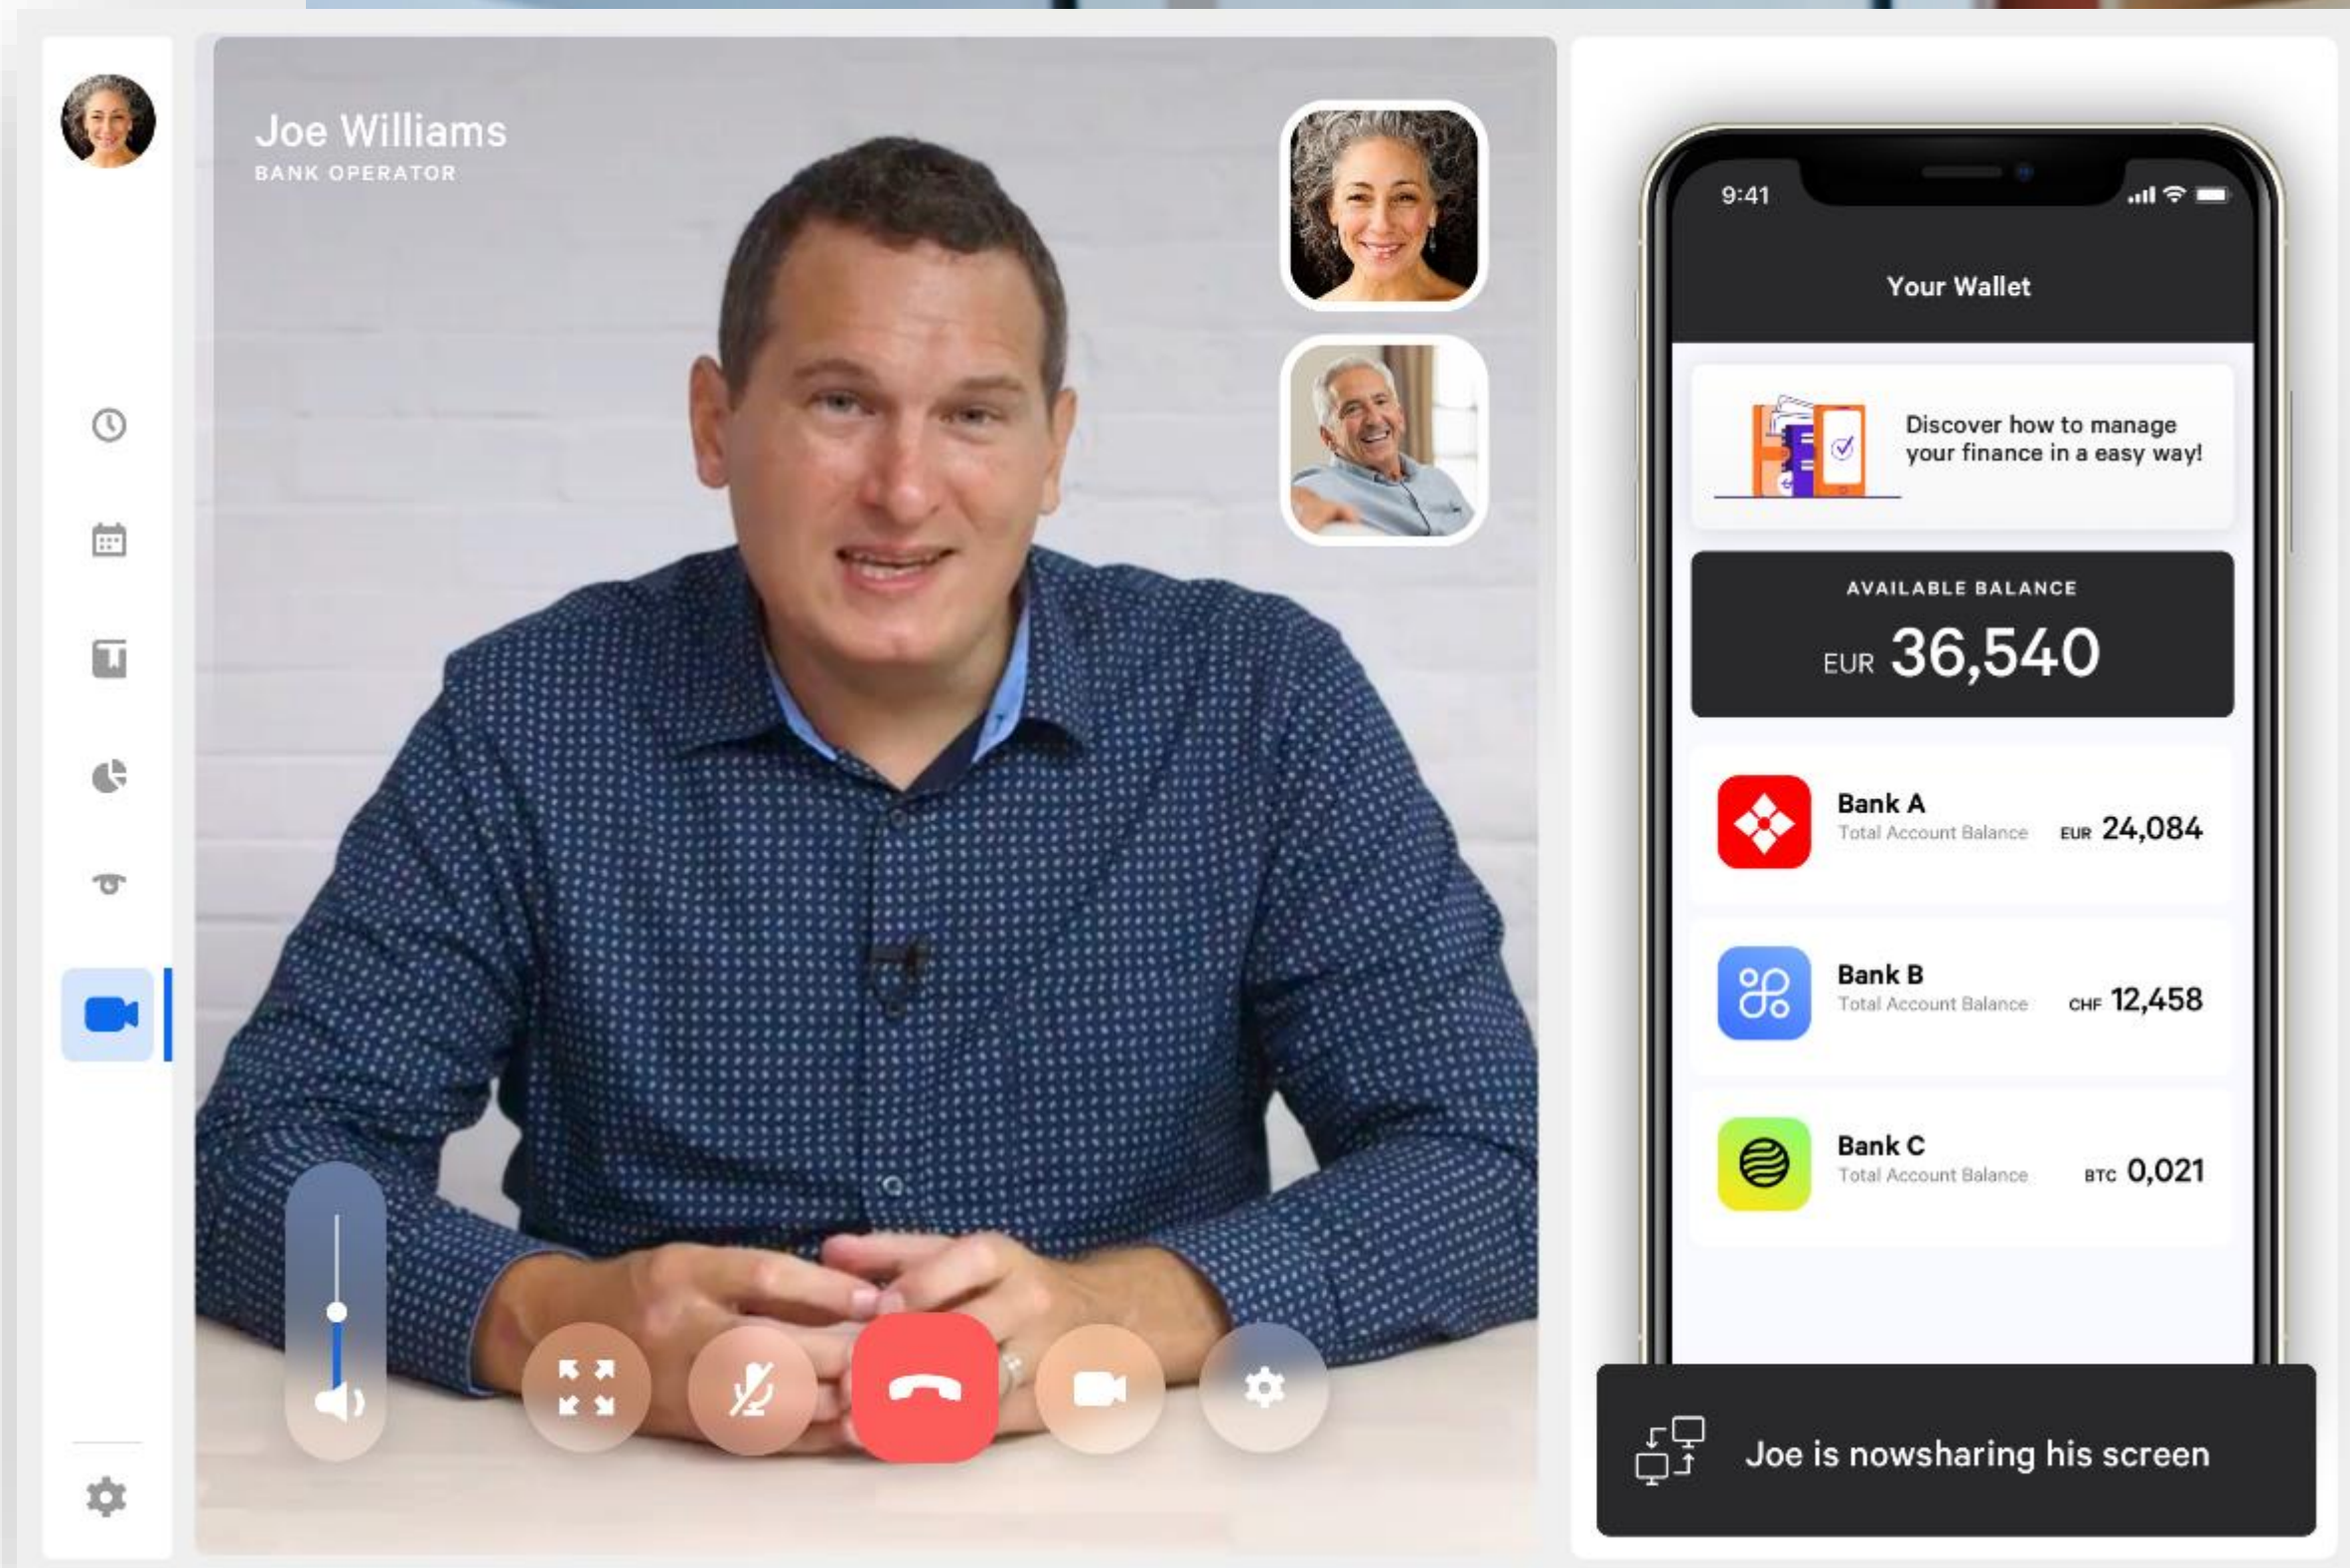 Joe Williams
BANK OPERATOR
9:41
Your Wallet
Discover how to manage
your finance in a easy way!
AVAILABLE BALANCE
EUR 36,540
Bank A
Total Account Balance EUR 24,084
Bank B
Total Account Balance CHF 12,458
Bank C
Total Account Balance BTC 0,021
Joe is nowsharing his screen